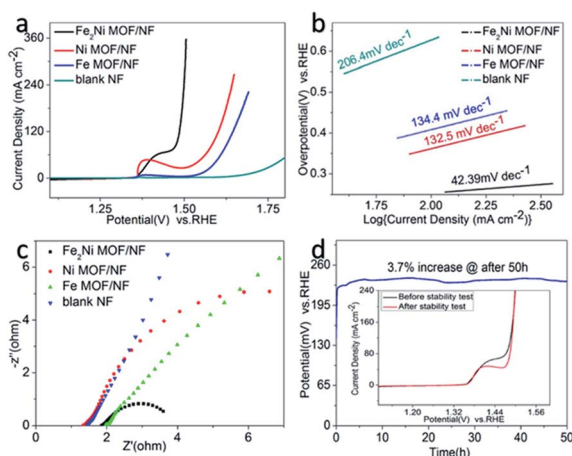 a
Fe₂Ni MOF/NF
Ni MOF/NF
Fe MOF/NF
blank NF
Current Density (mA cm⁻²)
360
240
120
60
0
1.25
1.50
1.75
Potential(V) vs.RHE
b
Fe₂Ni MOF/NF
Ni MOF/NF
Fe MOF/NF
blank NF
206.4mV dec⁻¹
134.4 mV dec⁻¹
132.5 mV dec⁻¹
42.39mV dec⁻¹
Overpotential(V) vs.RHE
0.6
0.5
0.4
0.3
1.75
2.00
2.25
2.50
Log{Current Density (mA cm⁻²)}
c
Fe₂Ni MOF/NF
Ni MOF/NF
Fe MOF/NF
blank NF
-Z''(ohm)
6
4
2
0
0
2
4
6
Z'(ohm)
d
3.7% increase @ after 50h
Potential(mV) vs.RHE
260
195
130
65
0
0
10
20
30
40
50
Time(h)
Before stability test
After stability test
Current Density (mA cm⁻²)
240
160
80
0
1.20
1.32
1.44
1.56
Potential(V) vs.RHE